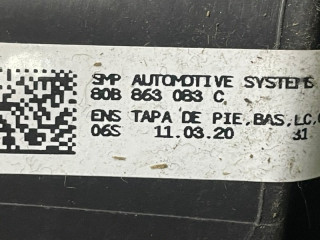 SMP AUTOMOTIVE SYSTEMS
80B 863 083 C
ENS TAPA DE PIE.BAS.LC.
06S 11.03.20 31